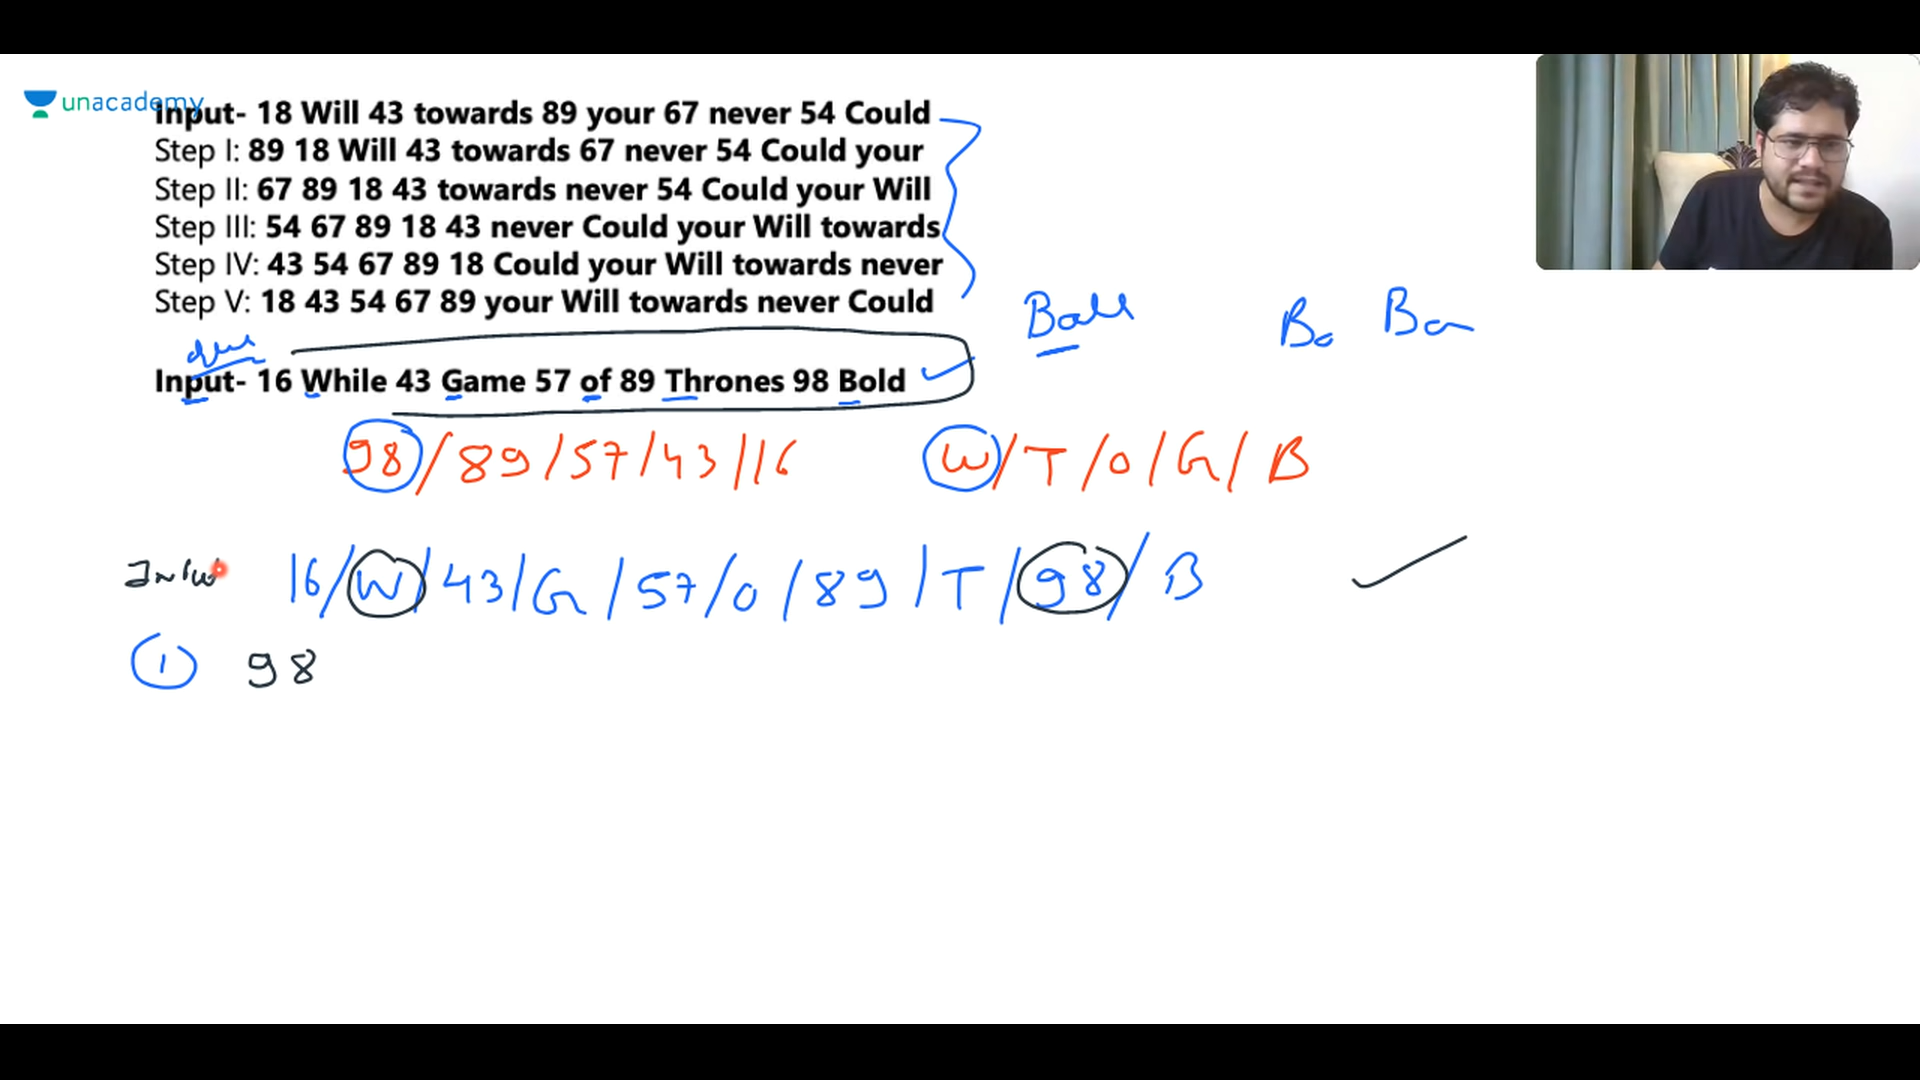 unacademy
Input- 18 Will 43 towards 89 your 67 never 54 Could
Step I: 89 18 Will 43 towards 67 never 54 Could your
Step II: 67 89 18 43 towards never 54 Could your Will
Step III: 54 67 89 18 43 never Could your Will towards
Step IV: 43 54 67 89 18 Could your Will towards never
Step V: 18 43 54 67 89 your Will towards never Could
Ball Bo Ba
Input- 16 While 43 Game 57 of 89 Thrones 98 Bold
98/89/57/43/16 W/T/O/G/B
16/W/43/G/57/O/89/T/98/B
1 98